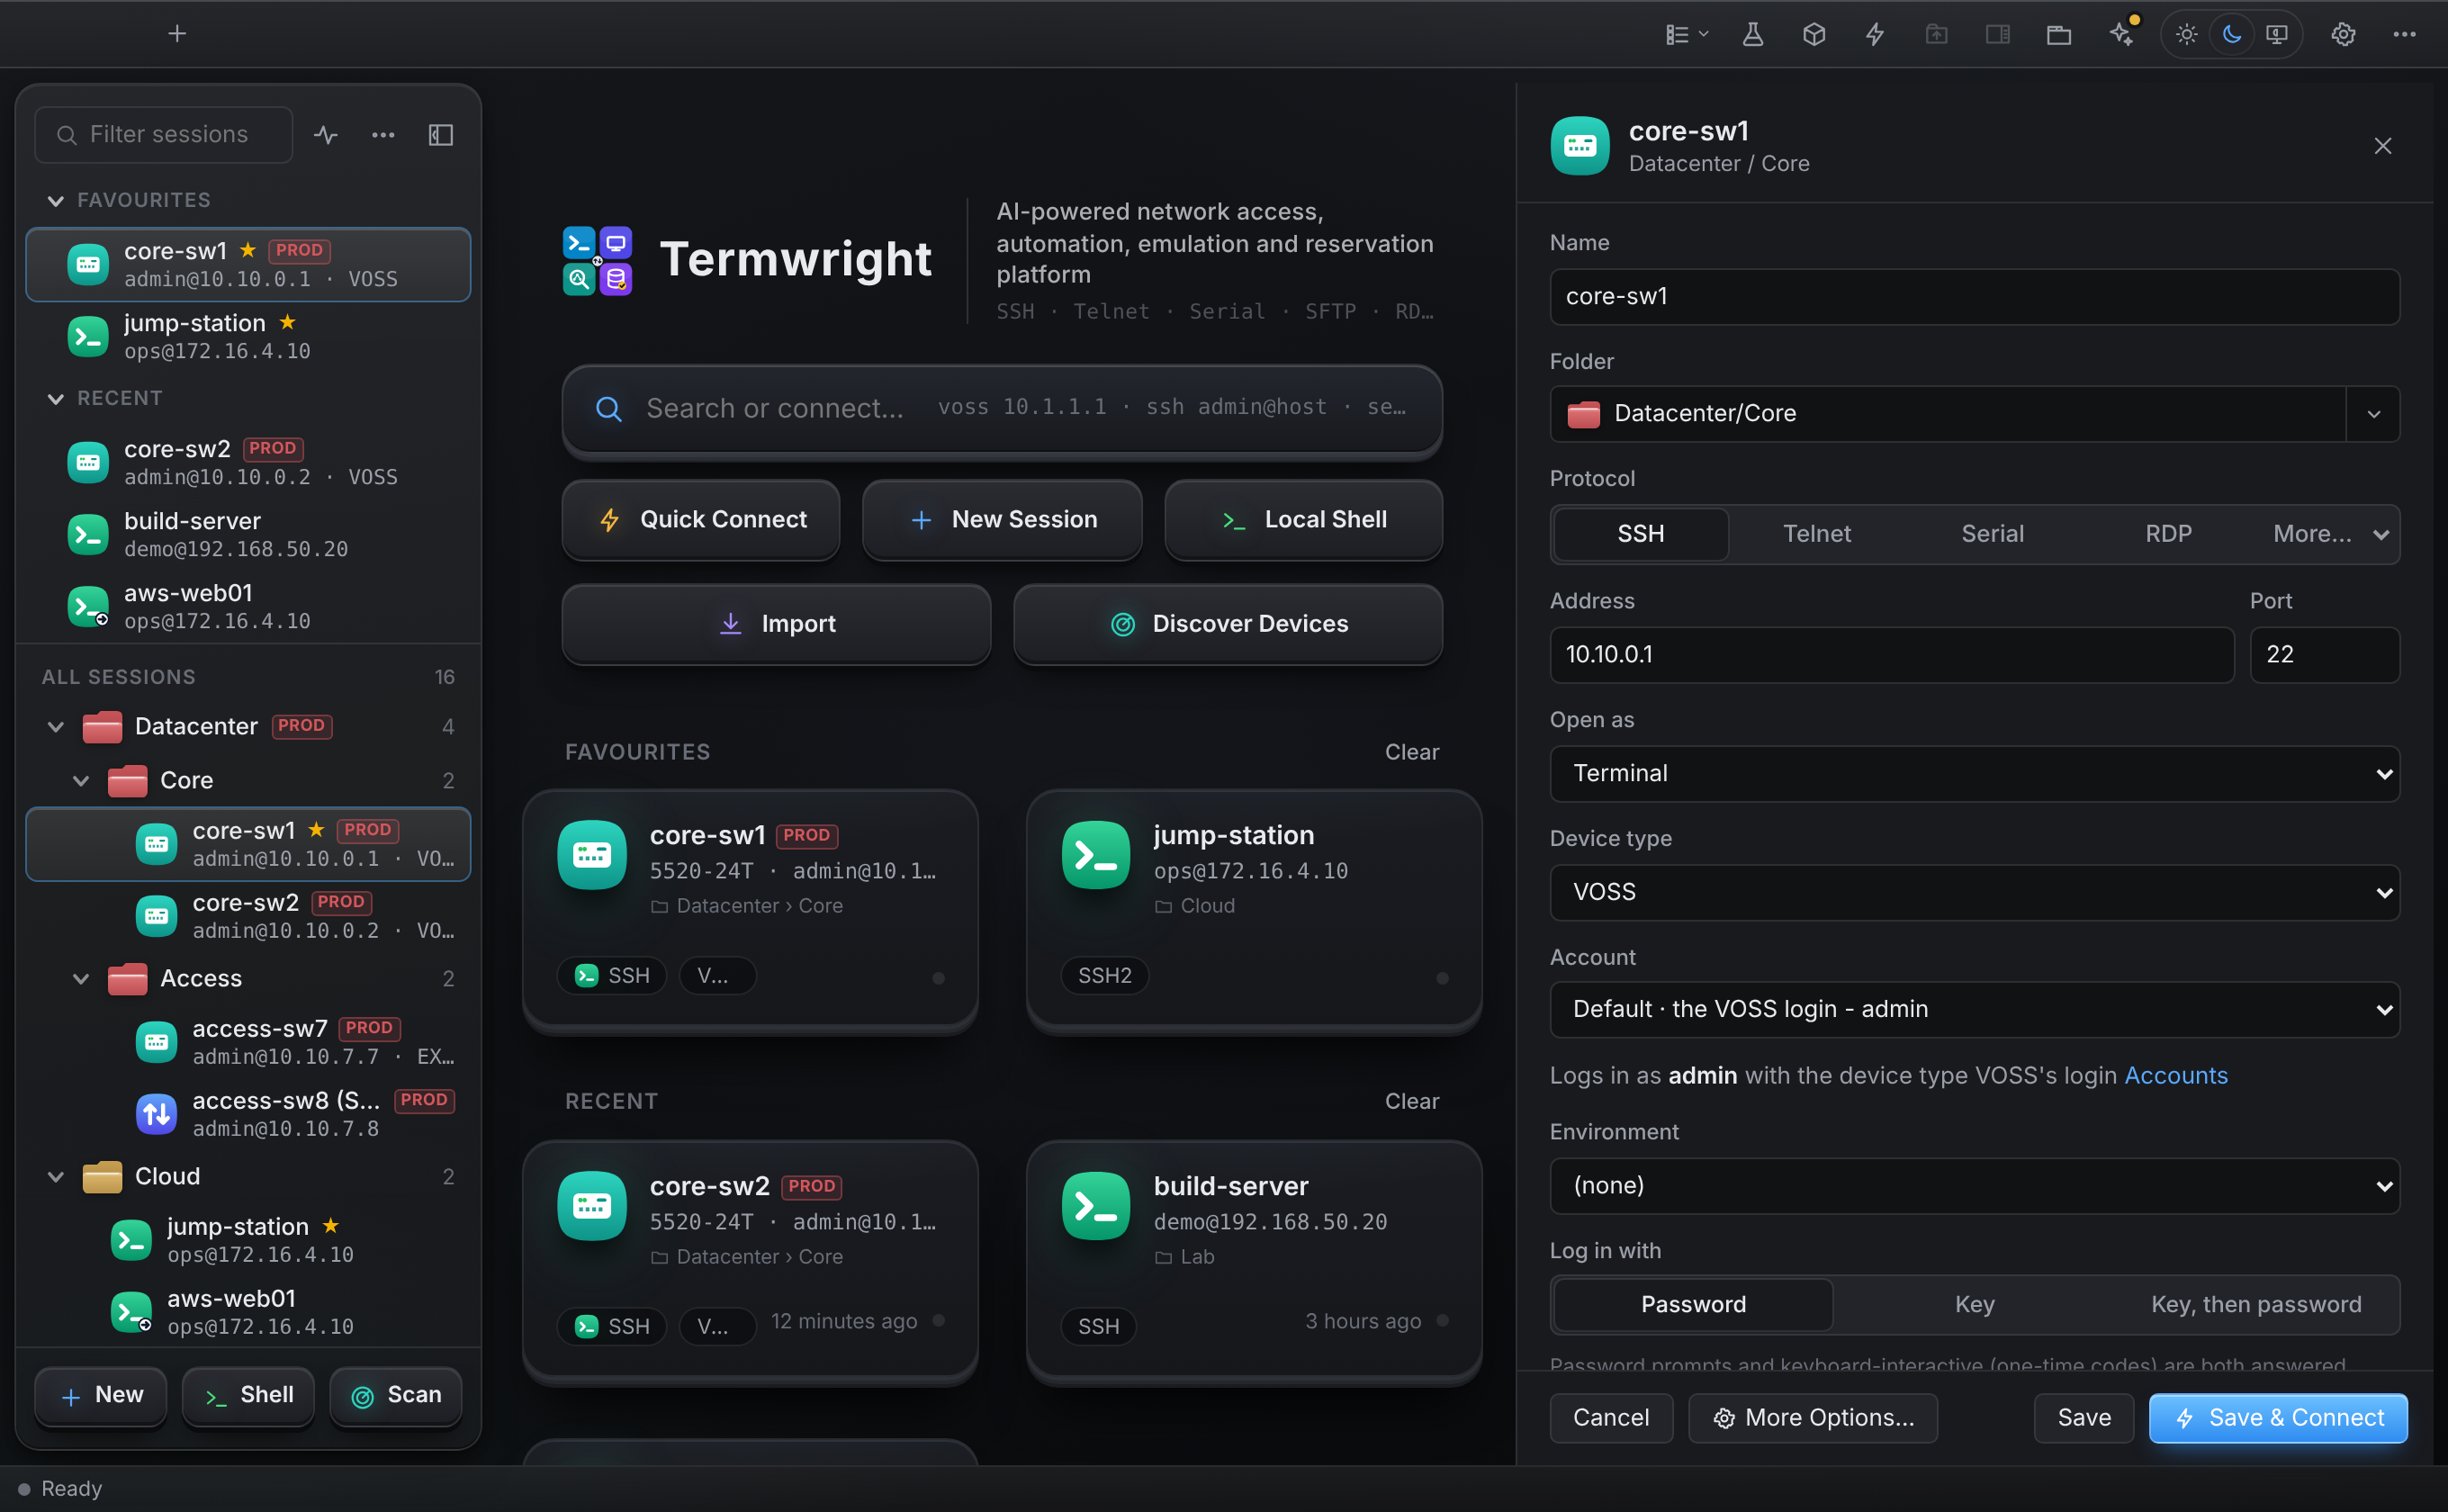 Filter sessions
FAVOURITES
core-sw1 ★ PROD
admin@10.10.0.1 · VOSS
jump-station ★
ops@172.16.4.10
RECENT
core-sw2 PROD
admin@10.10.0.2 · VOSS
build-server
demo@192.168.50.20
aws-web01
ops@172.16.4.10
ALL SESSIONS 16
Datacenter PROD 4
Core 2
core-sw1 ★ PROD
admin@10.10.0.1 · VO…
core-sw2 PROD
admin@10.10.0.2 · VO…
Access 2
access-sw7 PROD
admin@10.10.7.7 · EX…
access-sw8 (S… PROD
admin@10.10.7.8
Cloud 2
jump-station ★
ops@172.16.4.10
aws-web01
ops@172.16.4.10
New Shell Scan
Ready
Termwright
AI-powered network access,
automation, emulation and reservation
platform
SSH · Telnet · Serial · SFTP · RD…
Search or connect… voss 10.1.1.1 · ssh admin@host · se…
Quick Connect New Session Local Shell
Import Discover Devices
FAVOURITES Clear
core-sw1 PROD
5520-24T · admin@10.1…
Datacenter › Core
SSH V…
jump-station
ops@172.16.4.10
Cloud
SSH2
RECENT Clear
core-sw2 PROD
5520-24T · admin@10.1…
Datacenter › Core
SSH V… 12 minutes ago
build-server
demo@192.168.50.20
Lab
SSH 3 hours ago
core-sw1
Datacenter / Core
Name
core-sw1
Folder
Datacenter/Core
Protocol
SSH Telnet Serial RDP More…
Address Port
10.10.0.1 22
Open as
Terminal
Device type
VOSS
Account
Default · the VOSS login - admin
Logs in as admin with the device type VOSS's login Accounts
Environment
(none)
Log in with
Password Key Key, then password
Password prompts and keyboard-interactive (one-time codes) are both answered
Cancel More Options… Save Save & Connect